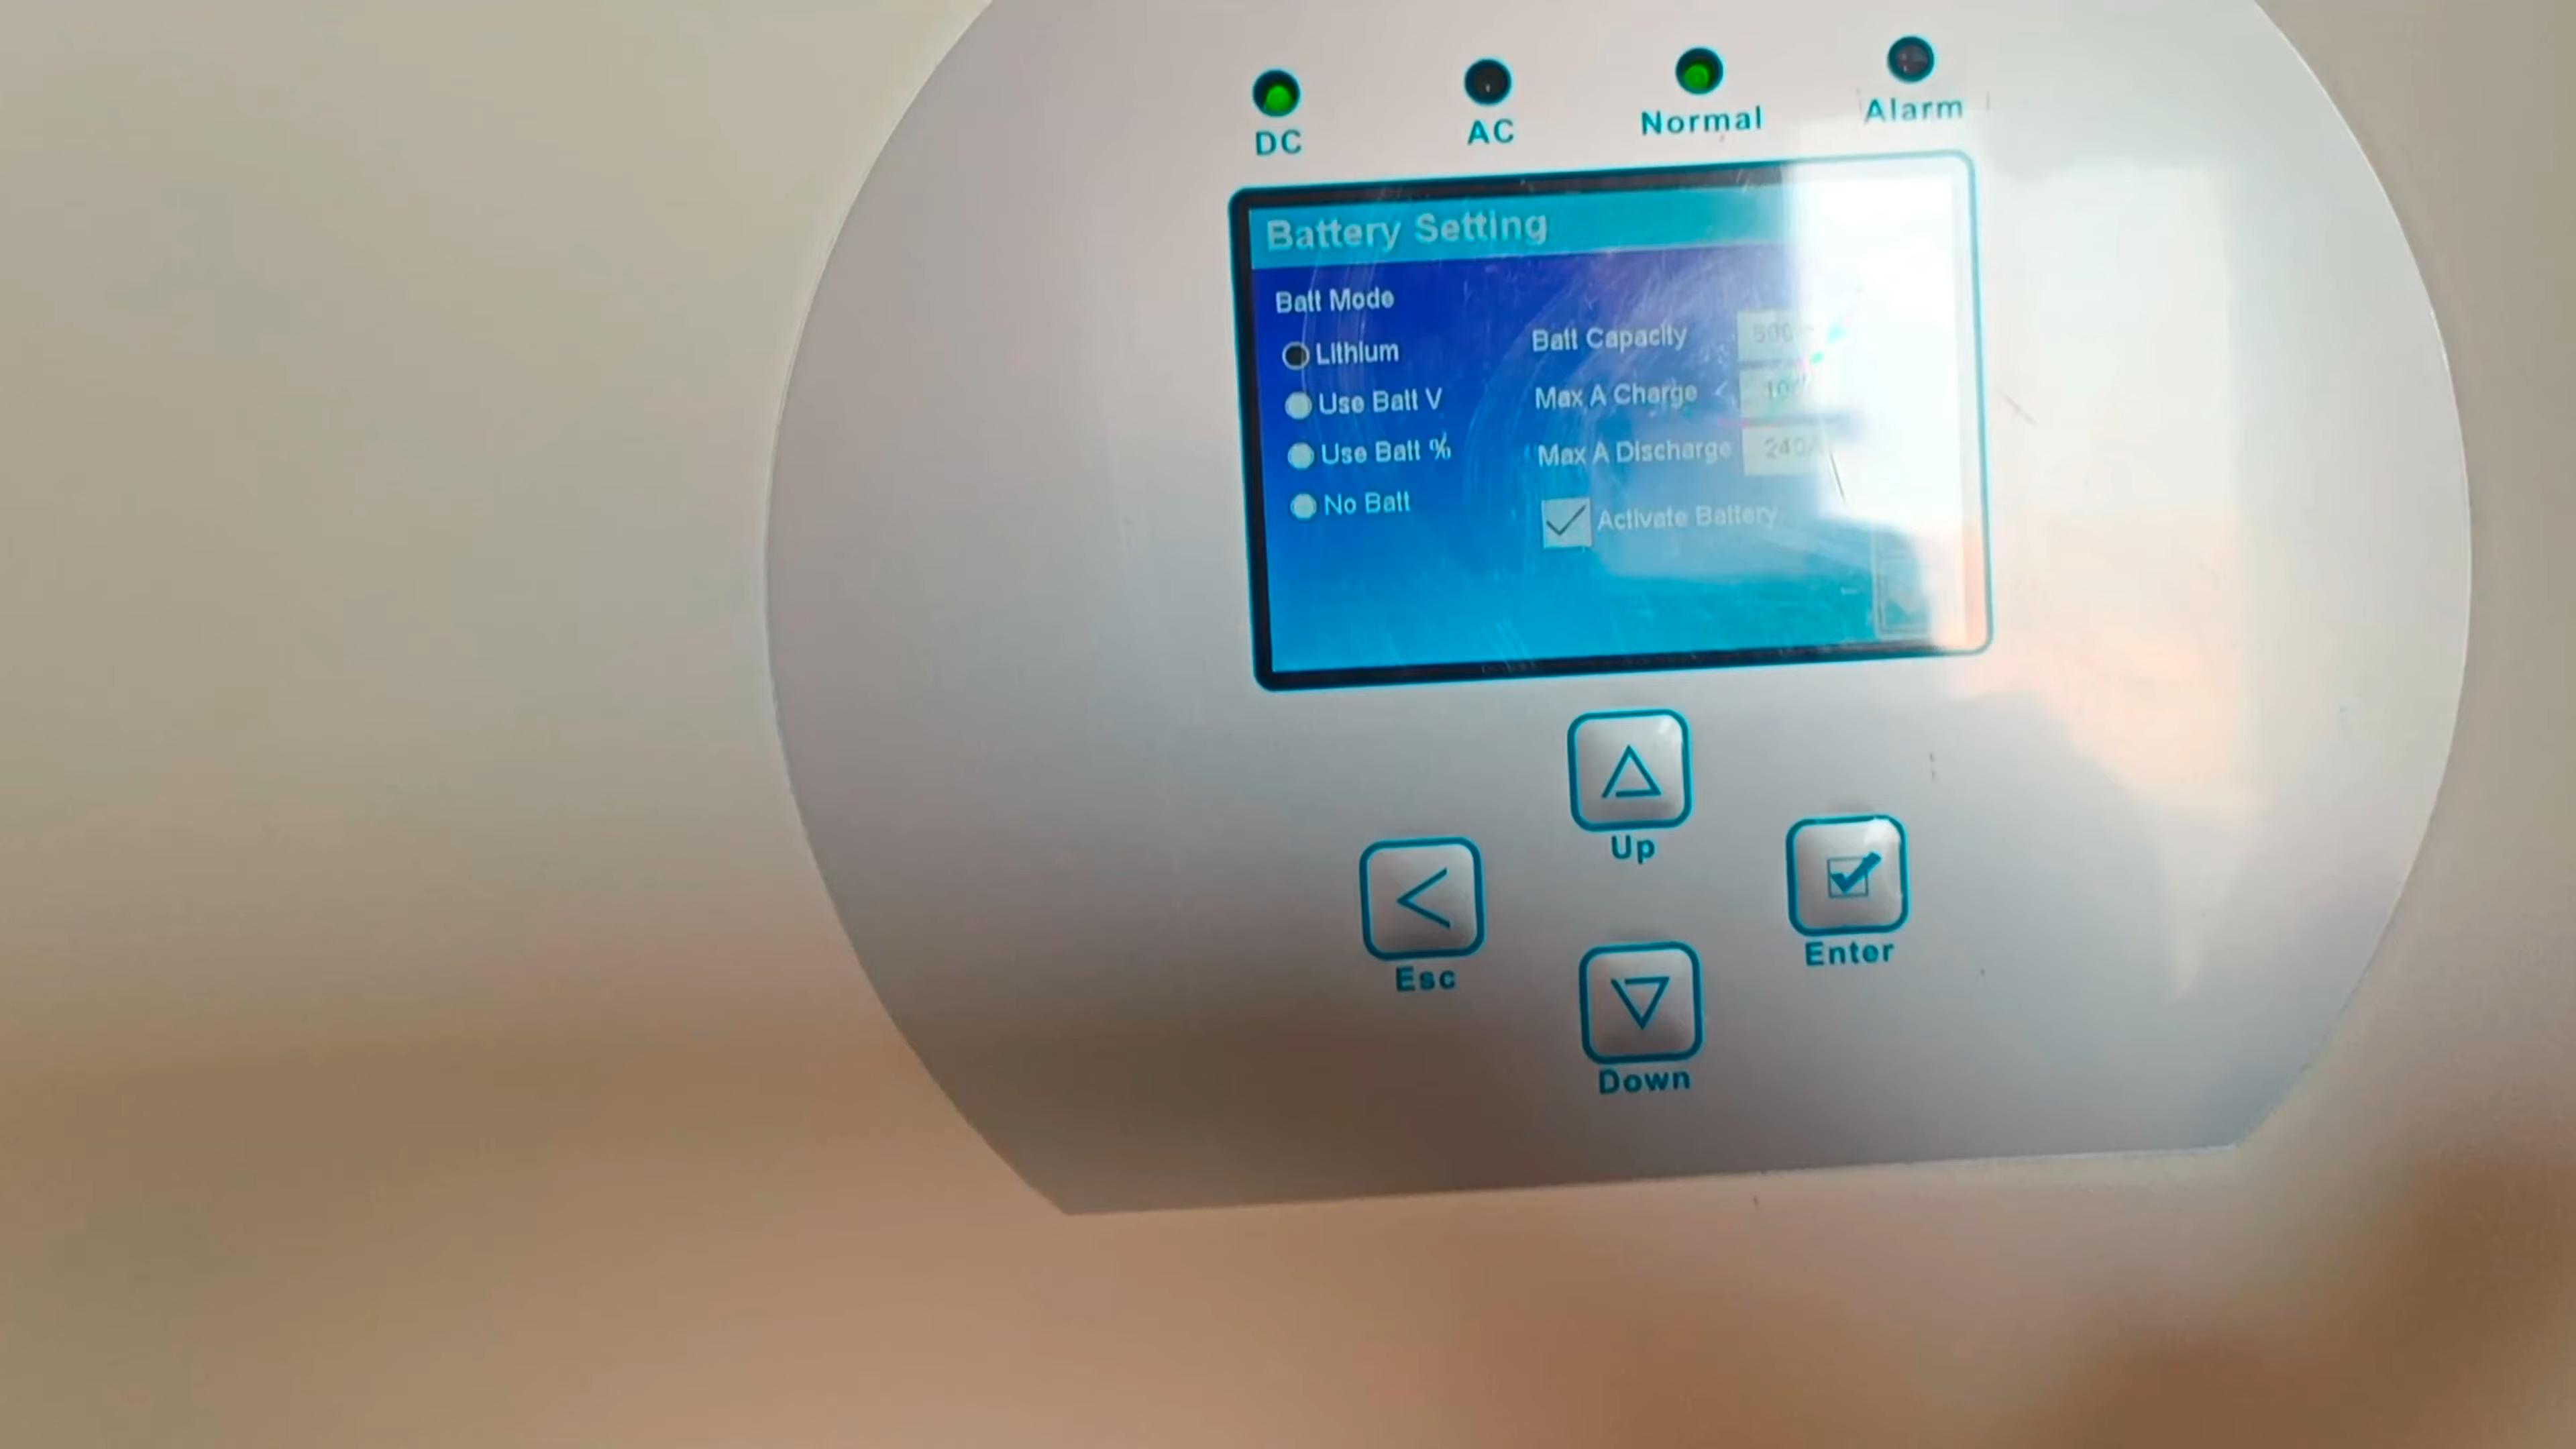 DC AC Normal Alarm
Battery Setting
Batt Mode
Lithium
Use Batt V
Use Batt %
No Batt
Batt Capacity
Max A Charge
Max A Discharge 240A
Activate Battery
Up
Esc
Enter
Down